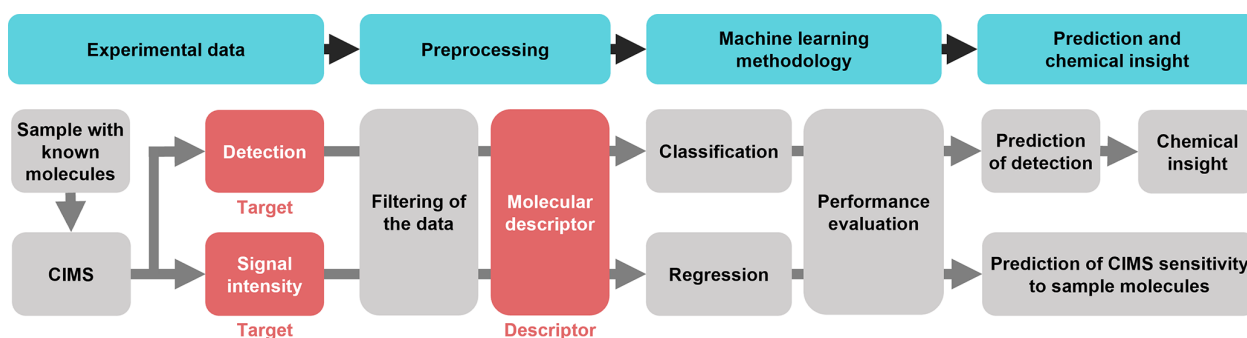 Experimental data
Preprocessing
Machine learning
methodology
Prediction and
chemical insight
Sample with
known
molecules
CIMS
Detection
Target
Signal
intensity
Target
Filtering of
the data
Molecular
descriptor
Descriptor
Classification
Regression
Performance
evaluation
Prediction
of detection
Chemical
insight
Prediction of CIMS sensitivity
to sample molecules